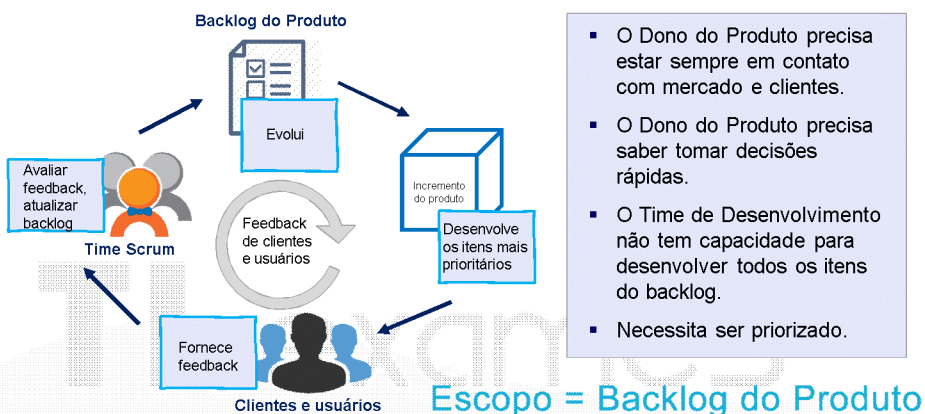 Backlog do Produto
Evolui
Incremento
do produto
Desenvolve
os itens mais
prioritários
Avaliar
feedback,
atualizar
backlog
Time Scrum
Feedback
de clientes
e usuários
Fornece
feedback
Clientes e usuários
▪ O Dono do Produto precisa
estar sempre em contato
com mercado e clientes.
▪ O Dono do Produto precisa
saber tomar decisões
rápidas.
▪ O Time de Desenvolvimento
não tem capacidade para
desenvolver todos os itens
do backlog.
▪ Necessita ser priorizado.
Escopo = Backlog do Produto